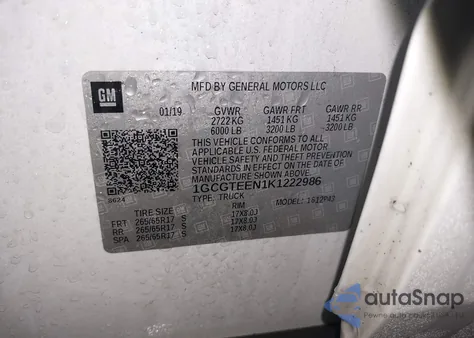 MFD BY GENERAL MOTORS LLC
GM
01/19 GVWR GAWR FRT GAWR RR
2722 KG 1451 KG 1451 KG
6000 LB 3200 LB 3200 LB
THIS VEHICLE CONFORMS TO ALL
APPLICABLE U.S. FEDERAL MOTOR
VEHICLE SAFETY AND THEFT PREVENTION
STANDARDS IN EFFECT ON THE DATE OF
MANUFACTURE SHOWN ABOVE.
1GCGTEEN1K1222986
TYPE: TRUCK
8624
TIRE SIZE RIM
FRT 265/65R17 S 17X8.0J
RR 265/65R17 S 17X8.0J
SPA 265/65R17 S 17X8.0J
MODEL:
autoSnap